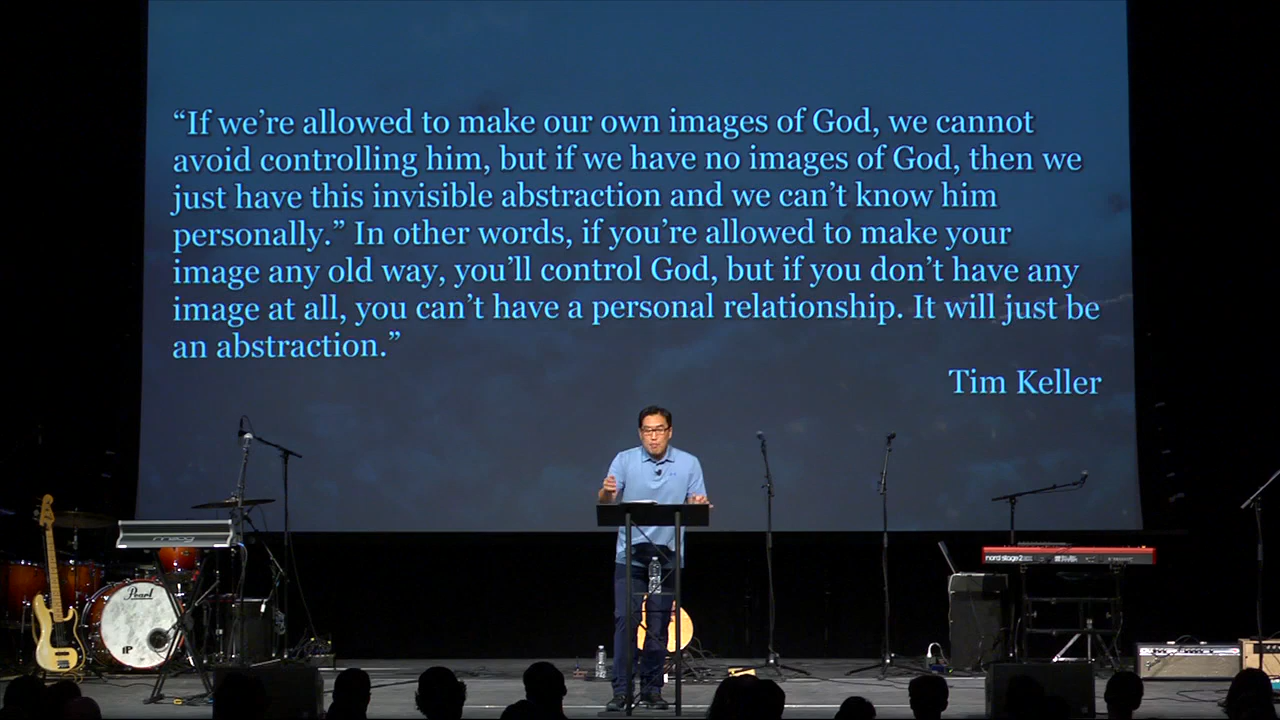 “If we’re allowed to make our own images of God, we cannot
avoid controlling him, but if we have no images of God, then we
just have this invisible abstraction and we can’t know him
personally.” In other words, if you’re allowed to make your
image any old way, you’ll control God, but if you don’t have any
image at all, you can’t have a personal relationship. It will just be
an abstraction.”
Tim Keller
moog
nord stage 2
Pearl